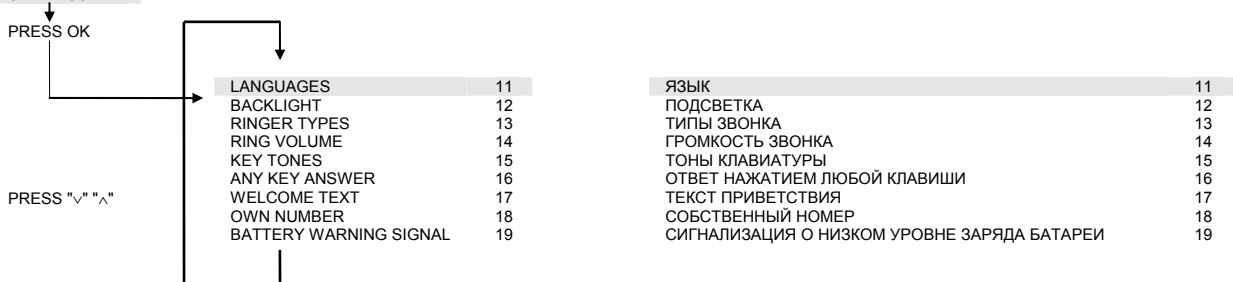 PRESS OK
LANGUAGES 11 ЯЗЫК 11
BACKLIGHT 12 ПОДСВЕТКА 12
RINGER TYPES 13 ТИПЫ ЗВОНКА 13
RING VOLUME 14 ГРОМКОСТЬ ЗВОНКА 14
KEY TONES 15 ТОНЫ КЛАВИАТУРЫ 15
ANY KEY ANSWER 16 ОТВЕТ НАЖАТИЕМ ЛЮБОЙ КЛАВИШИ 16
PRESS "∨" "∧" WELCOME TEXT 17 ТЕКСТ ПРИВЕТСТВИЯ 17
OWN NUMBER 18 СОБСТВЕННЫЙ НОМЕР 18
BATTERY WARNING SIGNAL 19 СИГНАЛИЗАЦИЯ О НИЗКОМ УРОВНЕ ЗАРЯДА БАТАРЕИ 19